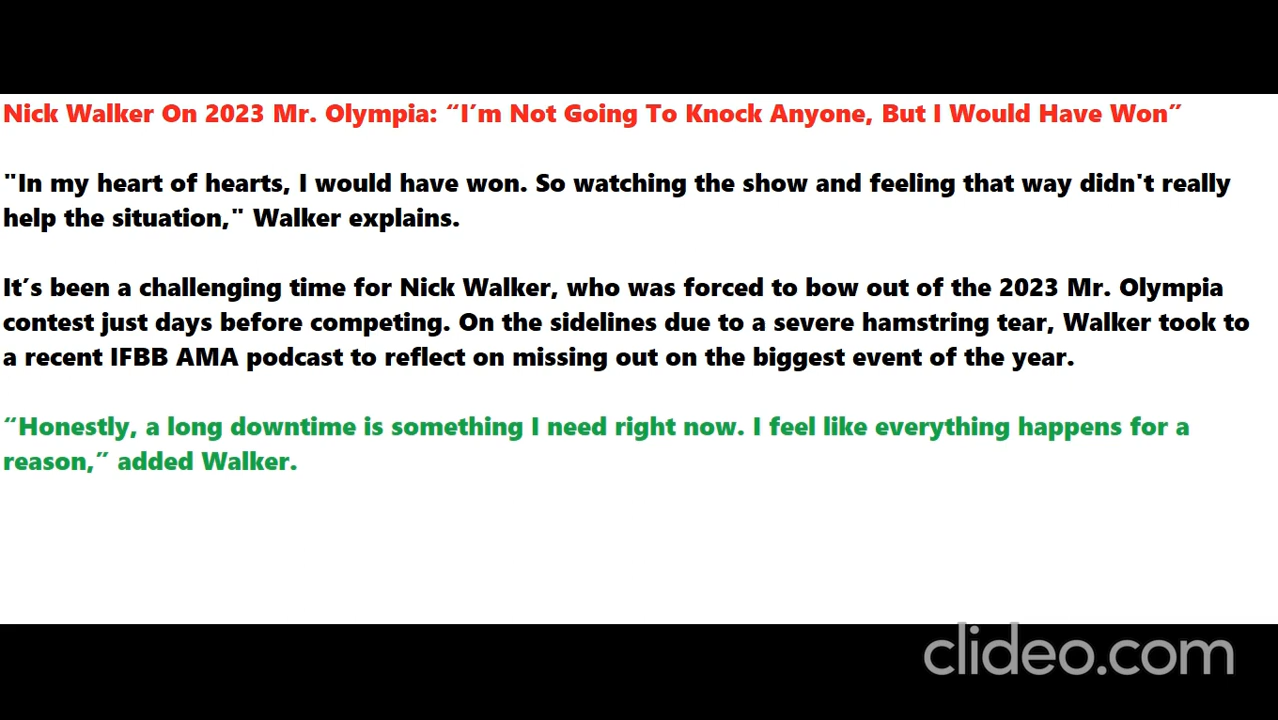 Nick Walker On 2023 Mr. Olympia: “I’m Not Going To Knock Anyone, But I Would Have Won”
"In my heart of hearts, I would have won. So watching the show and feeling that way didn't really
help the situation," Walker explains.
It’s been a challenging time for Nick Walker, who was forced to bow out of the 2023 Mr. Olympia
contest just days before competing. On the sidelines due to a severe hamstring tear, Walker took to
a recent IFBB AMA podcast to reflect on missing out on the biggest event of the year.
“Honestly, a long downtime is something I need right now. I feel like everything happens for a
reason,” added Walker.
clideo.com